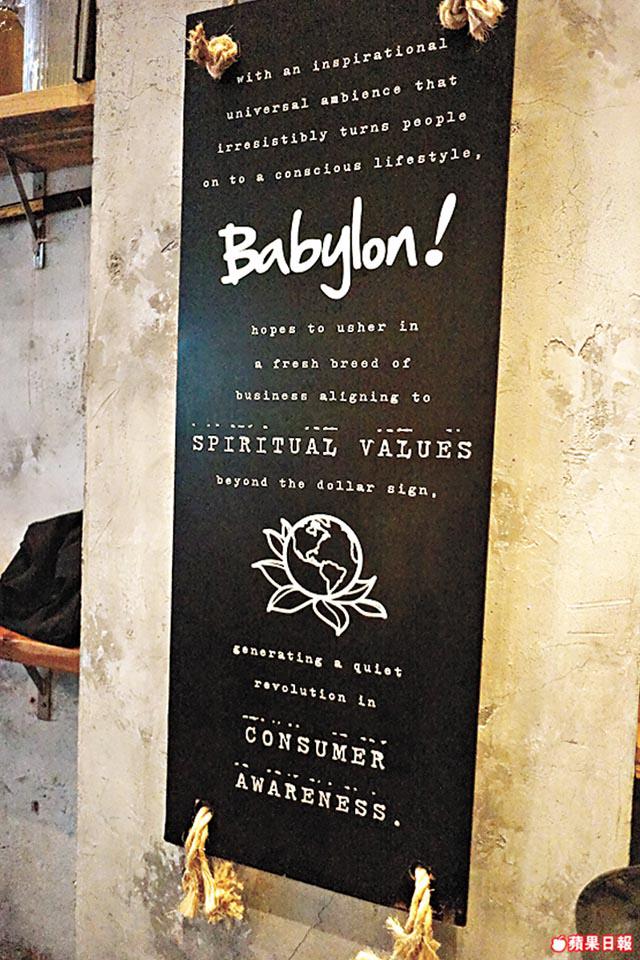 with an inspirational
universal ambience that
irresistibly turns people
on to a conscious lifestyle,
Babylon!
hopes to usher in
a fresh breed of
business aligning to
SPIRITUAL VALUES
beyond the dollar sign,
generating a quiet
revolution in
CONSUMER
AWARENESS.
蘋果日報